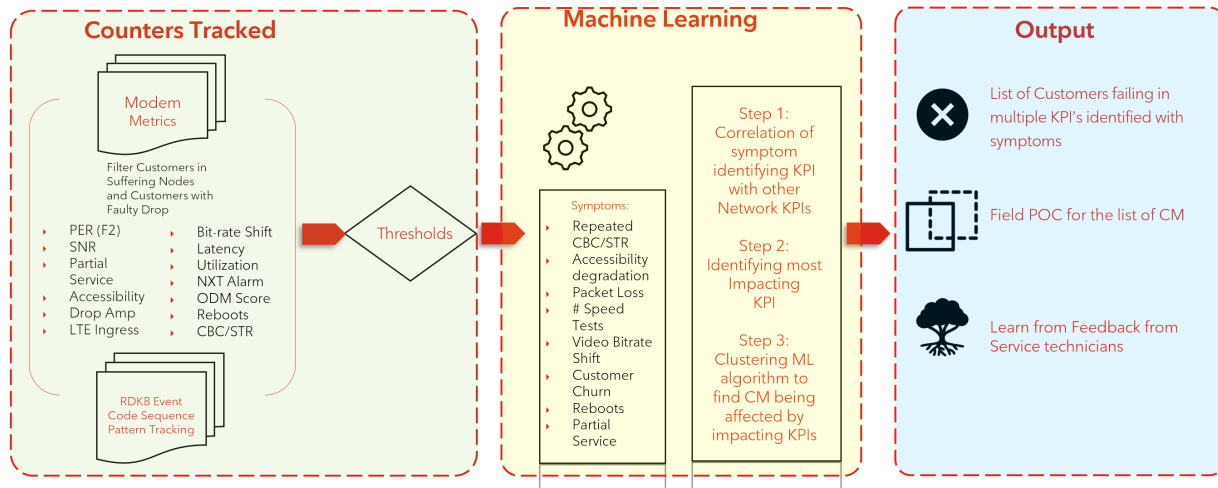 Counters Tracked
Modem
Metrics
Filter Customers in
Suffering Nodes
and Customers with
Faulty Drop
PER (F2)
SNR
Partial
Service
Accessibility
Drop Amp
LTE Ingress
Bit-rate Shift
Latency
Utilization
NXT Alarm
ODM Score
Reboots
CBC/STR
RDKB Event
Code Sequence
Pattern Tracking
Thresholds
Machine Learning
Symptoms:
Repeated
CBC/STR
Accessibility
degradation
Packet Loss
# Speed
Tests
Video Bitrate
Shift
Customer
Churn
Reboots
Partial
Service
Step 1:
Correlation of
symptom
identifying KPI
with other
Network KPIs
Step 2:
Identifying most
Impacting
KPI
Step 3:
Clustering ML
algorithm to
find CM being
affected by
impacting KPIs
Output
List of Customers failing in
multiple KPI's identified with
symptoms
Field POC for the list of CM
Learn from Feedback from
Service technicians